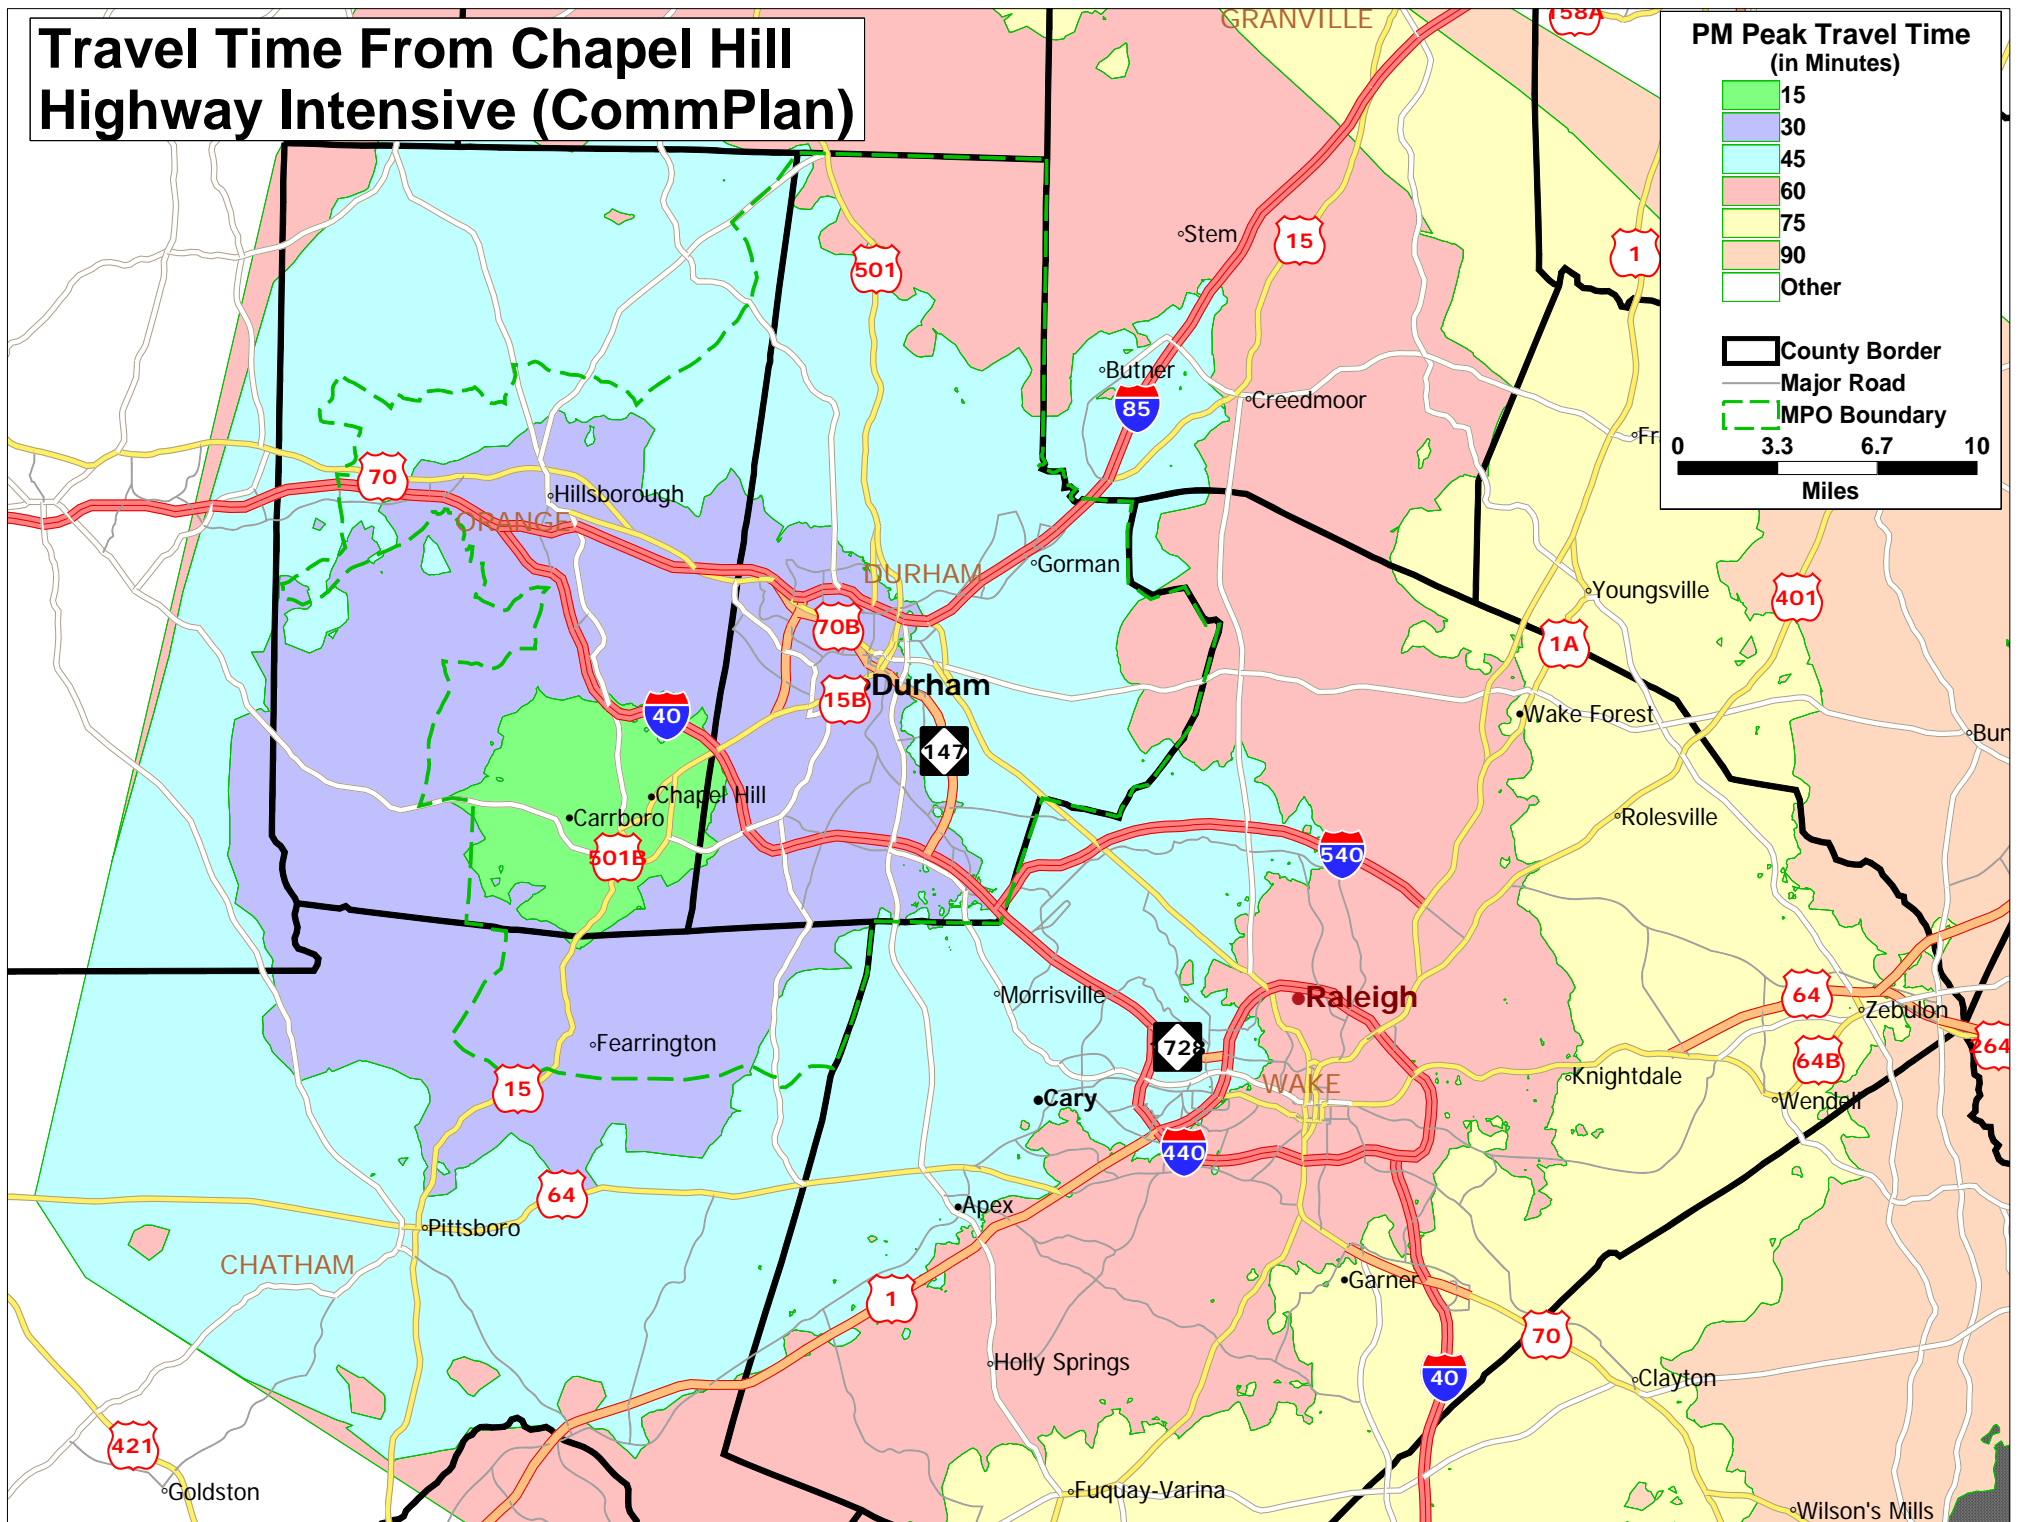 Travel Time From Chapel Hill
Highway Intensive (CommPlan)
PM Peak Travel Time
(in Minutes)
15
30
45
60
75
90
Other
County Border
Major Road
MPO Boundary
0 3.3 6.7 10
Miles
GRANVILLE
158A
Stem
15
1
501
Butner
85
Creedmoor
Fr
70
Hillsborough
ORANGE
DURHAM
Gorman
Youngsville
401
70B
1A
Durham
15B
40
Wake Forest
Bun
147
Chapel Hill
Carrboro
Rolesville
501B
540
Morrisville
Raleigh
64
Zebulon
Fearrington
1728
64B
264
15
WAKE
Knightdale
Cary
Wendell
440
64
Apex
Pittsboro
CHATHAM
Garner
1
70
Holly Springs
40
Clayton
421
Goldston
Fuquay-Varina
Wilson's Mills